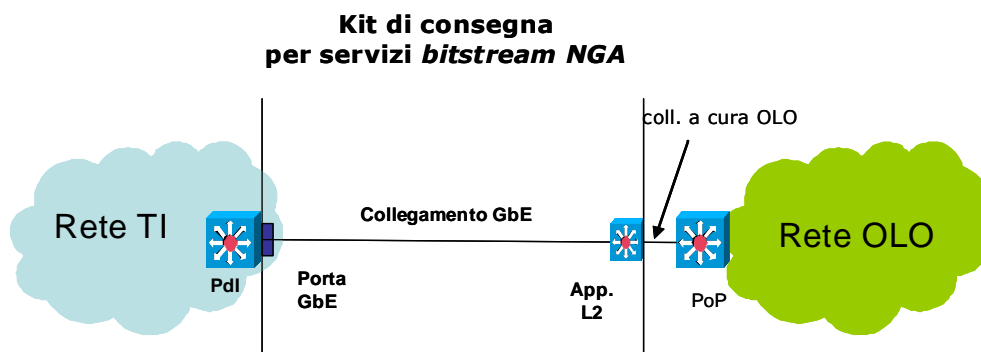 Kit di consegna
per servizi bitstream NGA
coll. a cura OLO
Rete TI
Collegamento GbE
Rete OLO
PdI
Porta
GbE
App.
L2
PoP